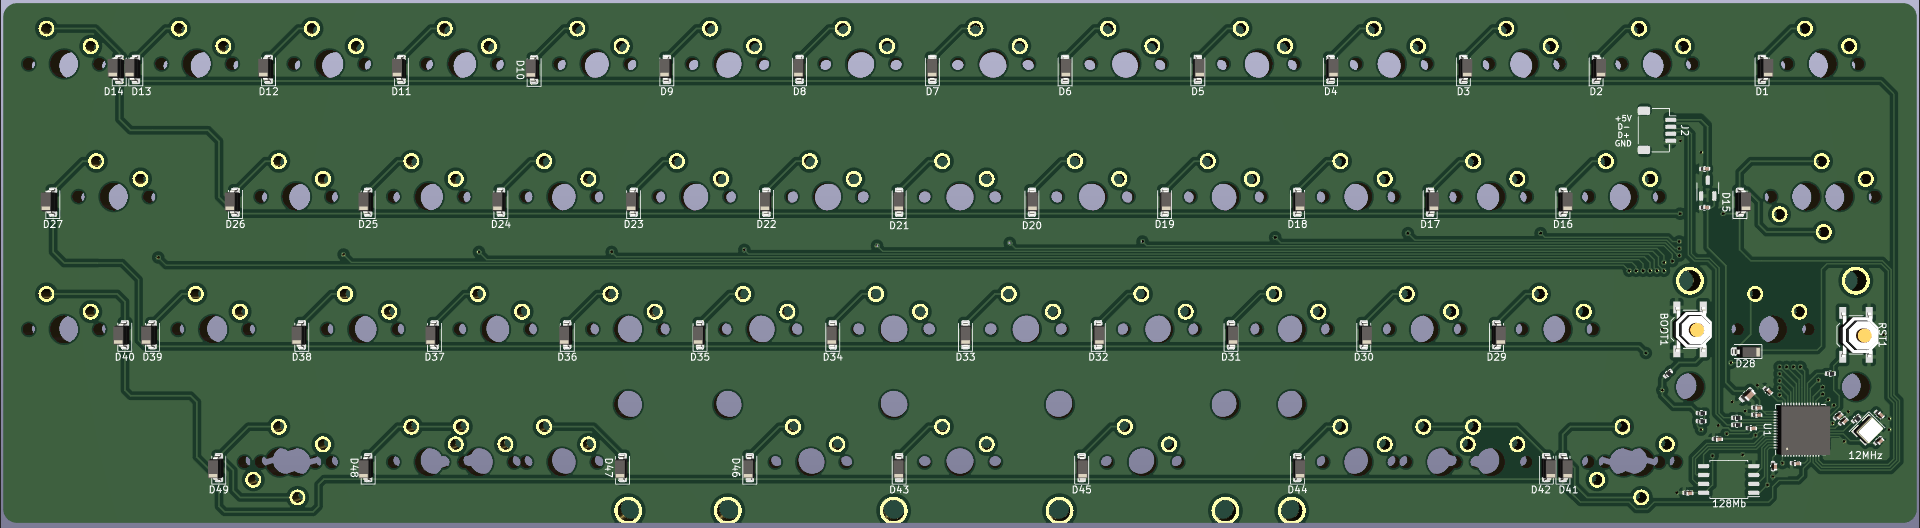 D14 D13 D12 D11 D10 D9 D8 D7 D6 D5 D4 D3 D2 D1
+5V
D-
D+
GND
J2
D27 D26 D25 D24 D23 D22 D21 D20 D19 D18 D17 D16 D15
D40 D39 D38 D37 D36 D35 D34 D33 D32 D31 D30 D29 BOOT1 D28 RST1
U1
12MHz
D49 D48 D47 D46 D43 D45 D44 D42 D41
128Mb